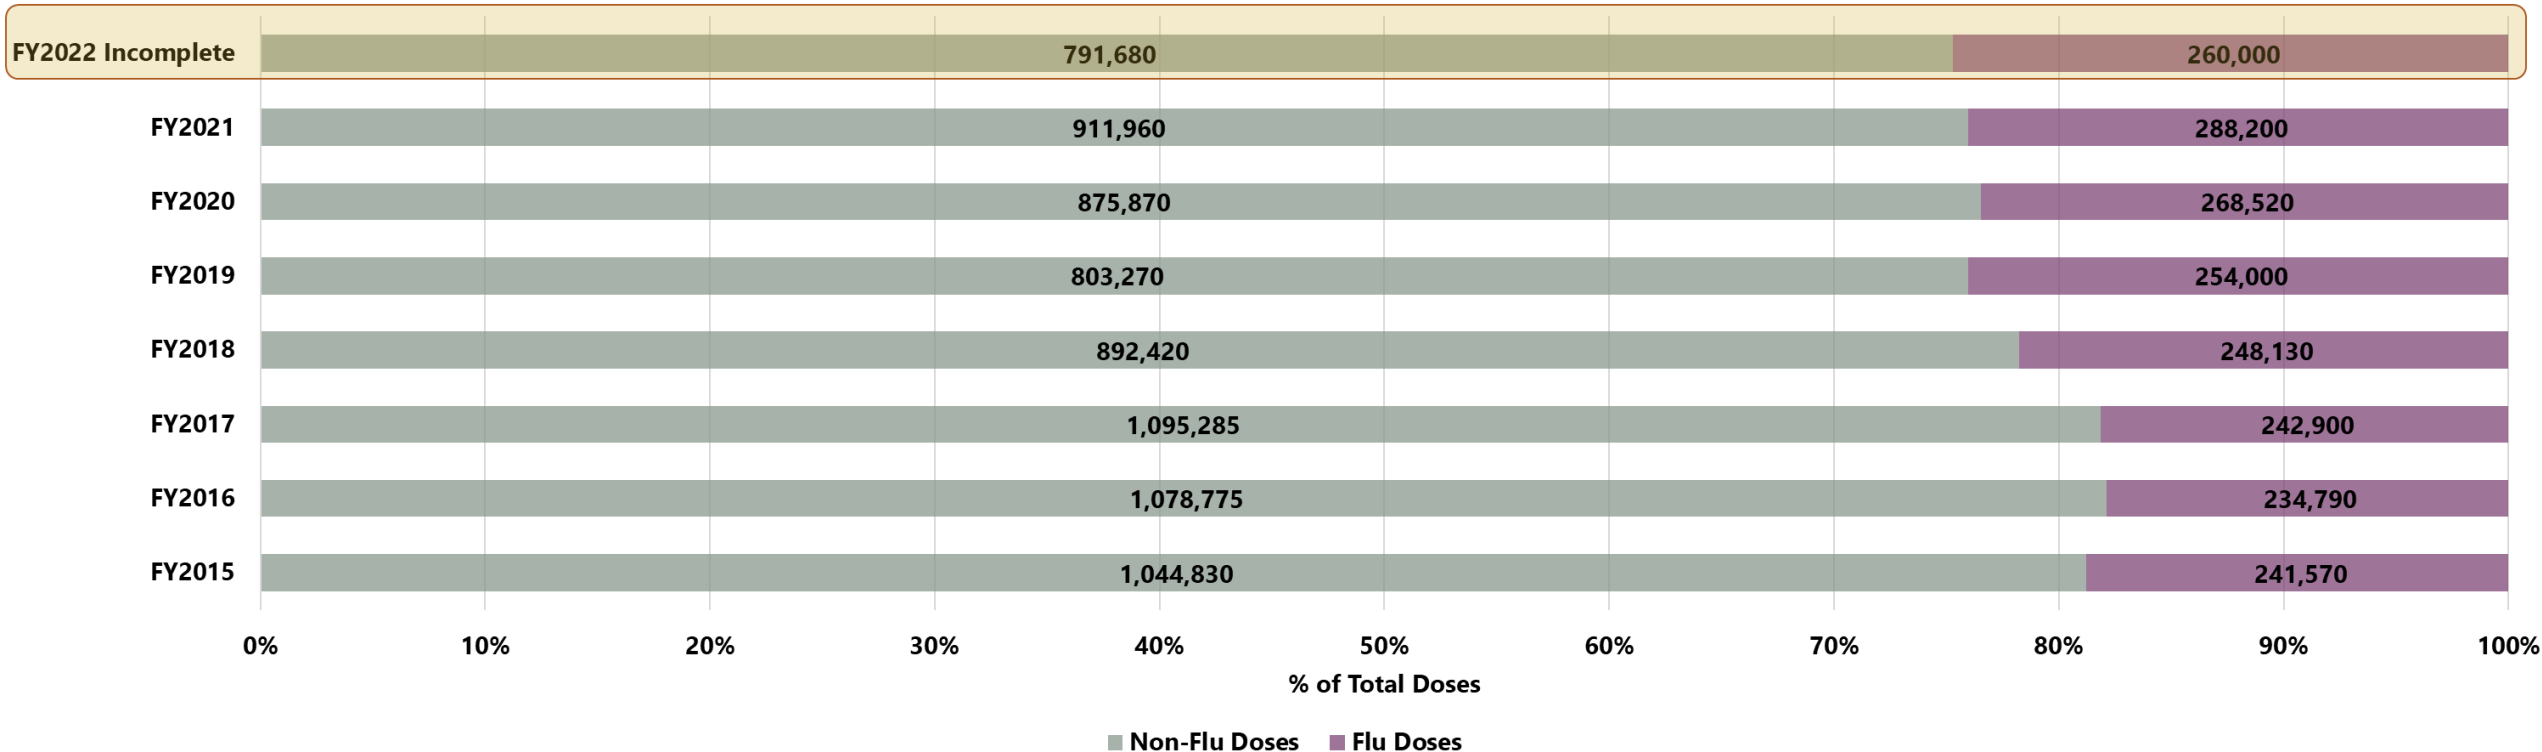 FY2022 Incomplete 791,680 260,000
FY2021 911,960 288,200
FY2020 875,870 268,520
FY2019 803,270 254,000
FY2018 892,420 248,130
FY2017 1,095,285 242,900
FY2016 1,078,775 234,790
FY2015 1,044,830 241,570
0% 10% 20% 30% 40% 50% 60% 70% 80% 90% 100%
% of Total Doses
Non-Flu Doses Flu Doses